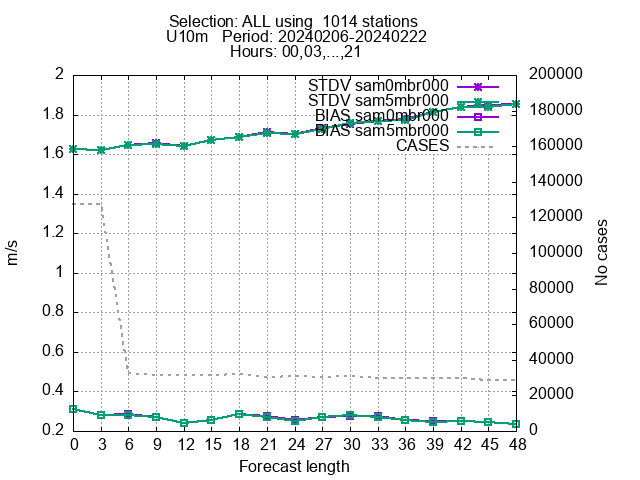 Selection: ALL using  1014 stations
U10m   Period: 20240206-20240222
Hours: 00,03,...,21
2
1.8
1.6
1.4
1.2
1
0.8
0.6
0.4
0.2
m/s
STDV sam0mbr000
STDV sam5mbr000
BIAS sam0mbr000
BIAS sam5mbr000
CASES
200000
180000
160000
140000
120000
100000
80000
60000
40000
20000
0
No cases
0 3 6 9 12 15 18 21 24 27 30 33 36 39 42 45 48
Forecast length